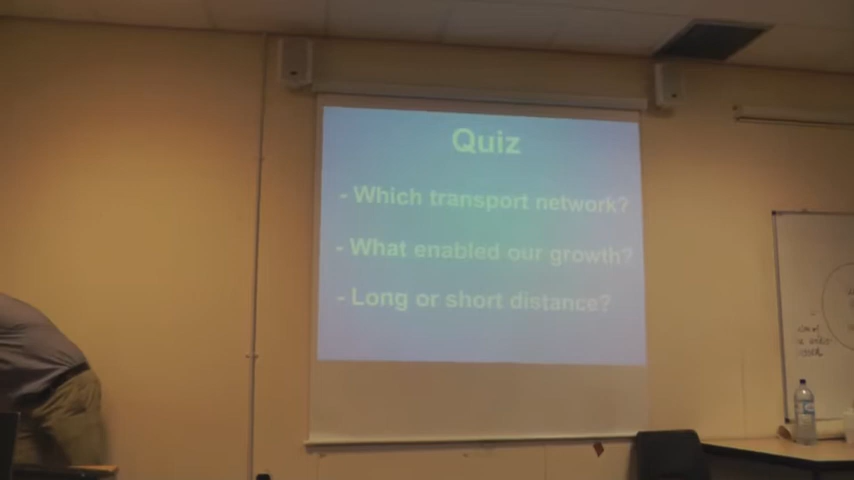 Quiz
- Which transport network?
- What enabled our growth?
- Long or short distance?